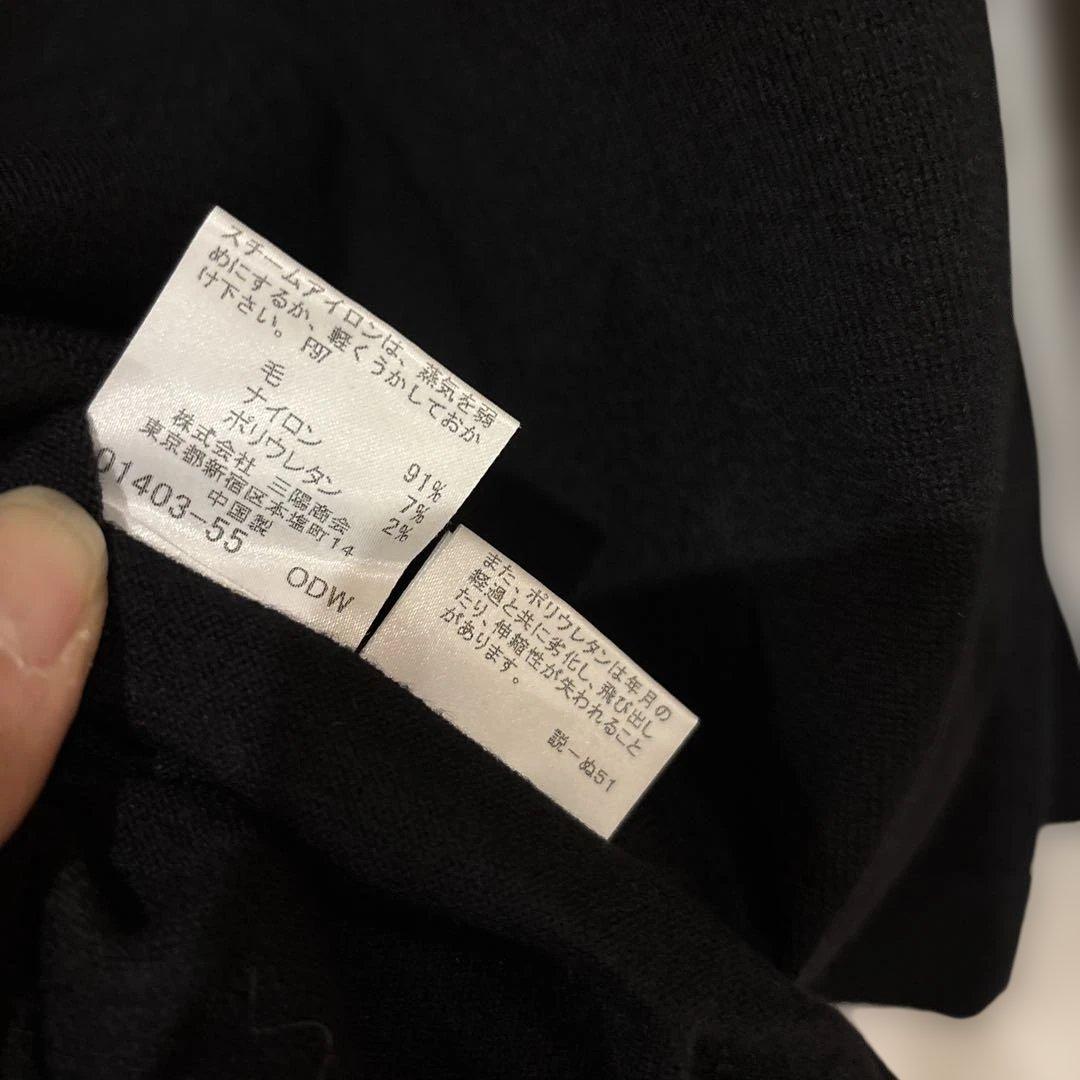 スチームアイロンは、蒸気を弱
めにするか、軽くうかしておか
け下さい。 F97
毛 91%
ナイロン 7%
ポリウレタン 2%
株式会社 三陽商会
東京都新宿区本塩町14
中国製
01403-55
ODW
また、ポリウレタンは年月の
経過と共に劣化し、飛び出し
たり、伸縮性が失われること
があります。
説-ぬ51